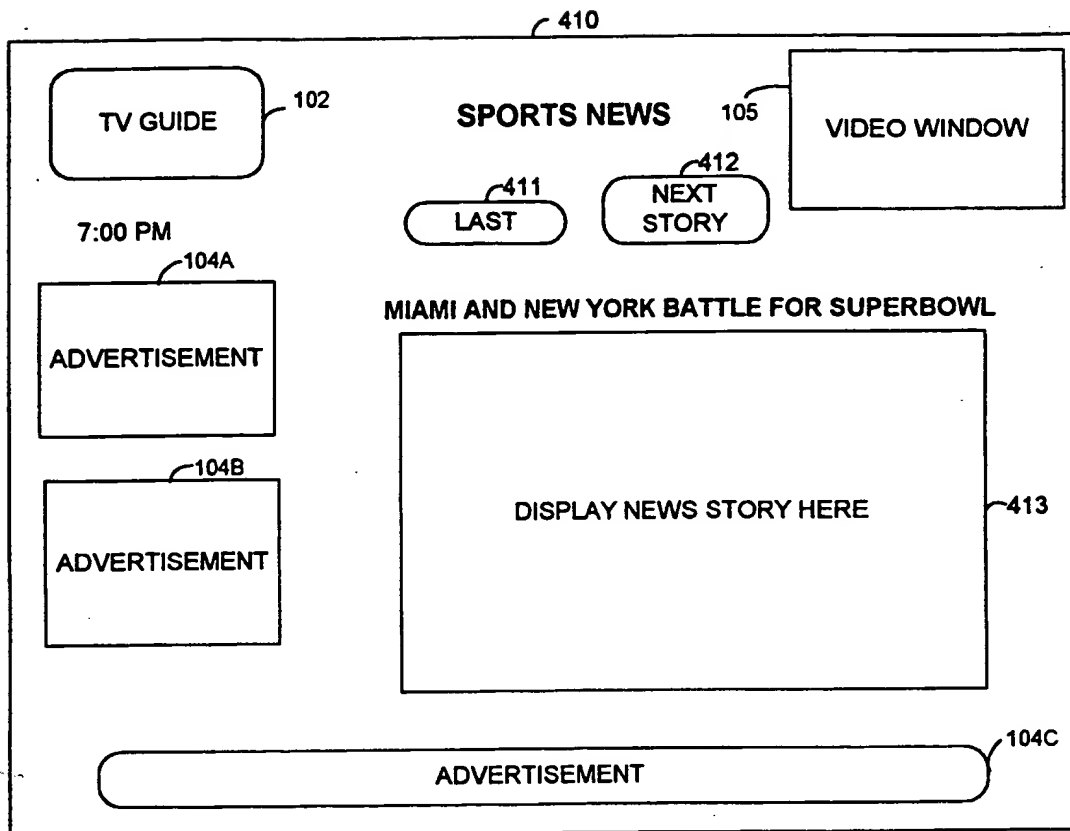 410
TV GUIDE
102
SPORTS NEWS
105
VIDEO WINDOW
411
LAST
412
NEXT
STORY
7:00 PM
104A
ADVERTISEMENT
MIAMI AND NEW YORK BATTLE FOR SUPERBOWL
104B
ADVERTISEMENT
DISPLAY NEWS STORY HERE
413
104C
ADVERTISEMENT